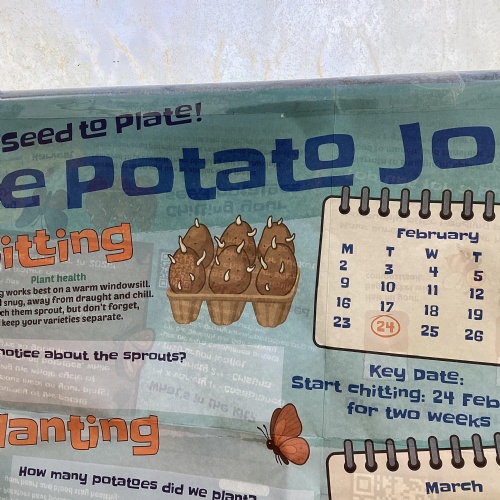 Seed to Plate!
e Potato Jo
itting
Plant health
g works best on a warm windowsill.
snug, away from draught and chill.
ch them sprout, but don't forget,
keep your varieties separate.
notice about the sprouts?
February
M T W T
2 3 4 5
9 10 11 12
16 17 18 19
23 24 25 26
Key Date:
Start chitting: 24 Feb
for two weeks
lanting
How many potatoes did we plant?
March